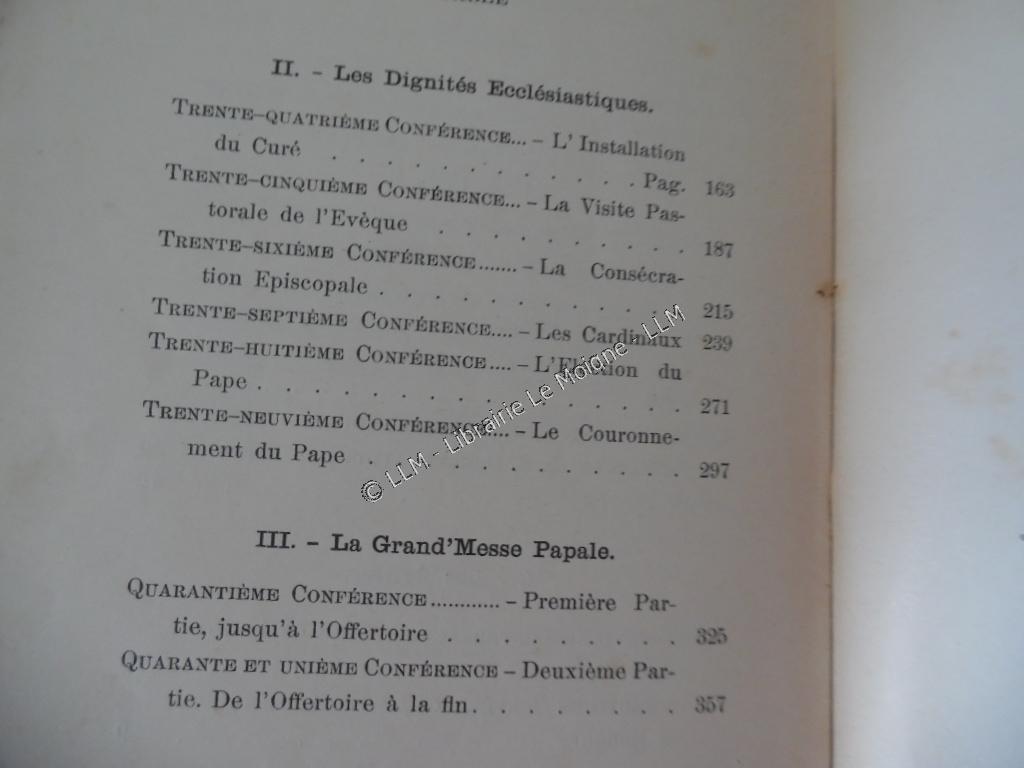 II. - Les Dignités Ecclésiastiques.
TRENTE-QUATRIÈME CONFÉRENCE... - L' Installation
du Curé . . . . . . . . . . . Pag. 163
TRENTE-CINQUIÈME CONFÉRENCE... - La Visite Pas-
torale de l'Evèque . . . . . . . . . . 187
TRENTE-SIXIÉME CONFÉRENCE....... - La Consécra-
tion Episcopale . . . . . . . . . . . . 215
TRENTE-SEPTIÈME CONFÉRENCE.... - Les Cardinaux 239
TRENTE-HUITIÈME CONFÉRENCE.... - L'Election du
Pape . . . . . . . . . . . . . . . 271
TRENTE-NEUVIÈME CONFÉRENCE.... - Le Couronne-
ment du Pape . . . . . . . . . . . 297
© LLM - Librairie Le Moigne - LLM
III. - La Grand'Messe Papale.
QUARANTIÈME CONFÉRENCE............ - Première Par-
tie, jusqu'à l'Offertoire . . . . . . . . . 325
QUARANTE ET UNIÈME CONFÉRENCE - Deuxième Par-
tie. De l'Offertoire à la fin. . . . . . . . 357